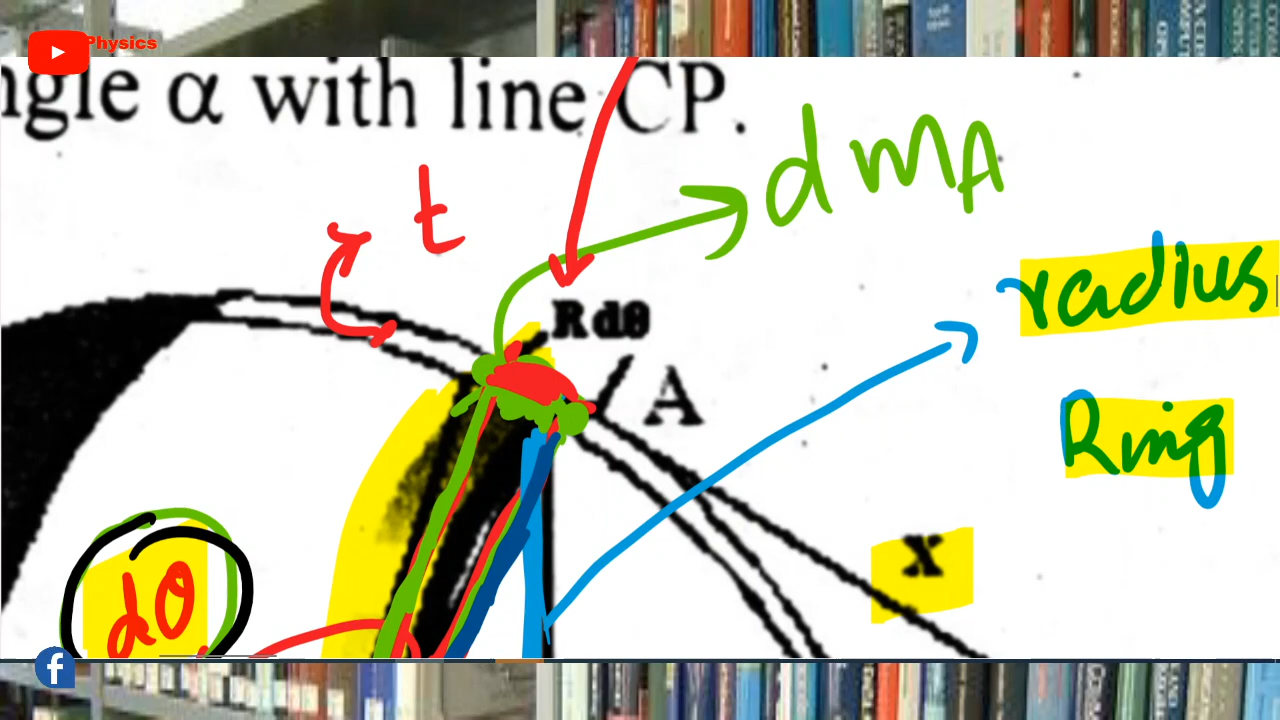 Physics
ngle α with line CP.
t
dmA
radius
Rdθ
A
Ring
x
dθ
f